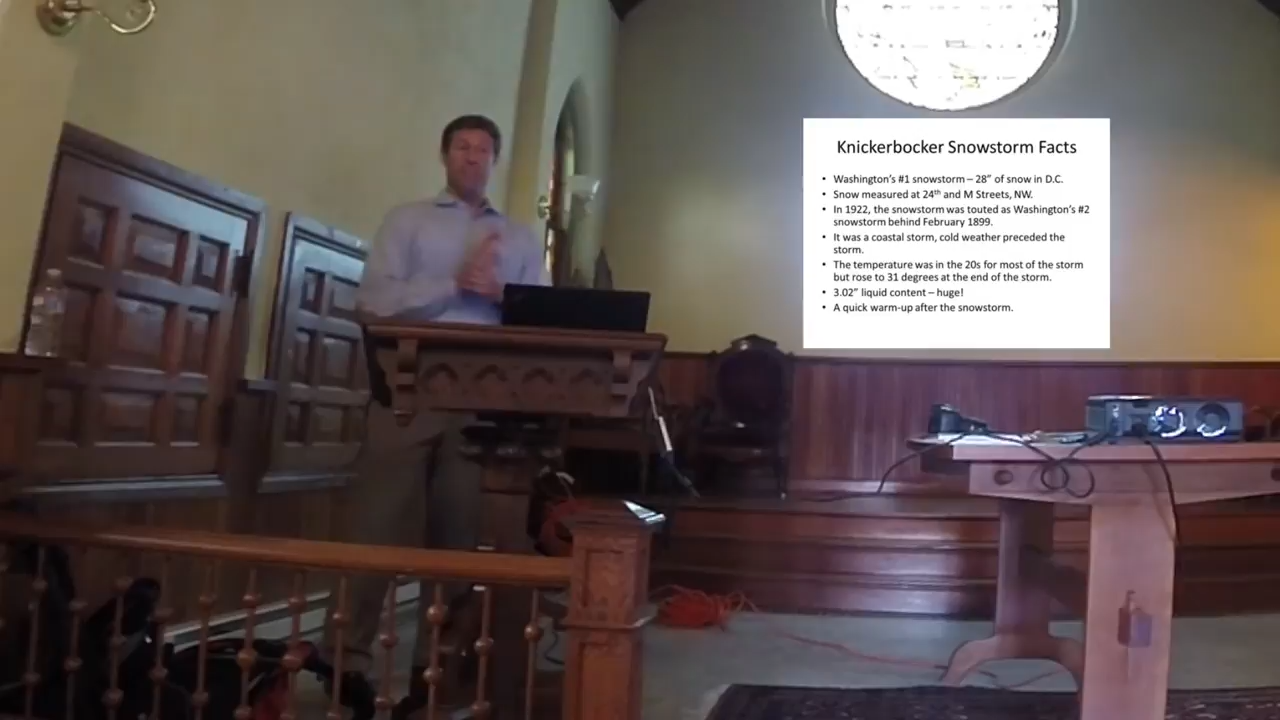 Knickerbocker Snowstorm Facts
• Washington's #1 snowstorm – 28" of snow in D.C.
• Snow measured at 24th and M Streets, NW.
• In 1922, the snowstorm was touted as Washington's #2
snowstorm behind February 1899.
• It was a coastal storm, cold weather preceded the
storm.
• The temperature was in the 20s for most of the storm
but rose to 31 degrees at the end of the storm.
• 3.02" liquid content – huge!
• A quick warm-up after the snowstorm.